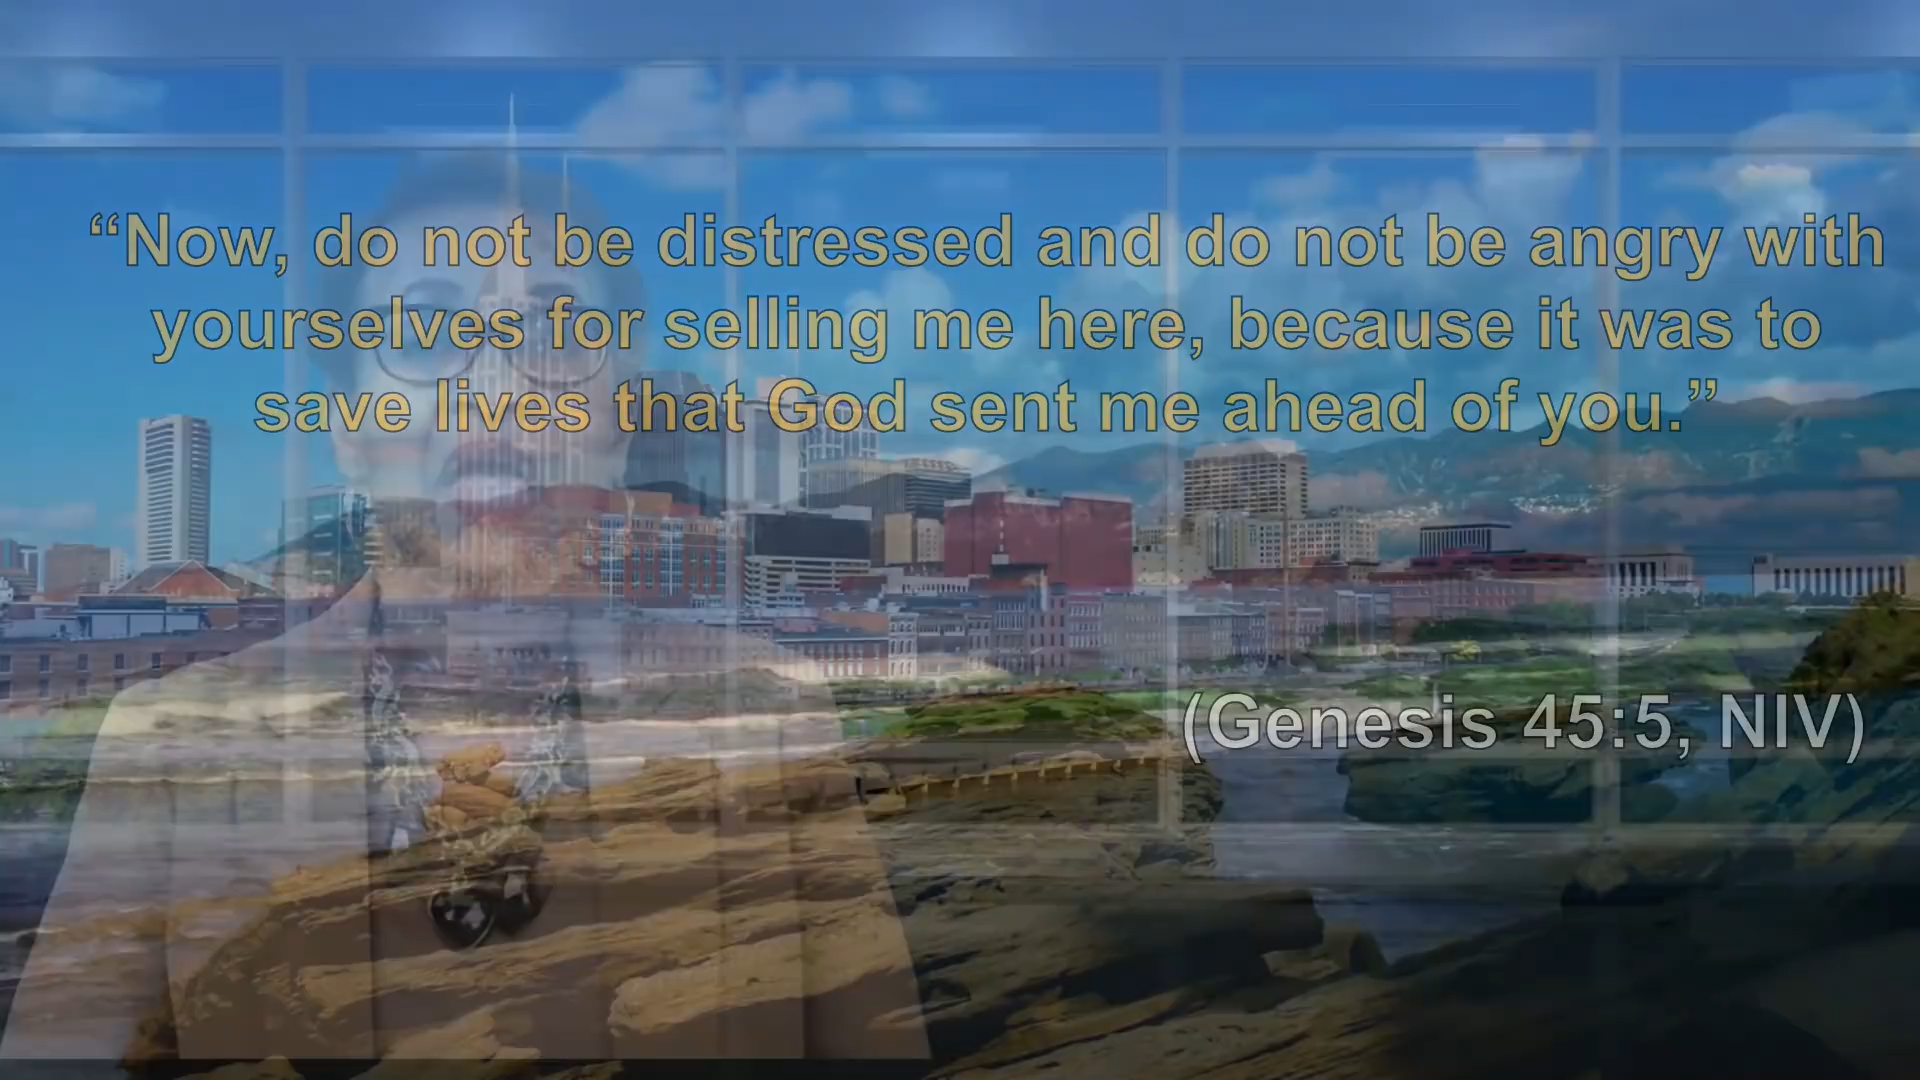 “Now, do not be distressed and do not be angry with
yourselves for selling me here, because it was to
save lives that God sent me ahead of you.”
(Genesis 45:5, NIV)